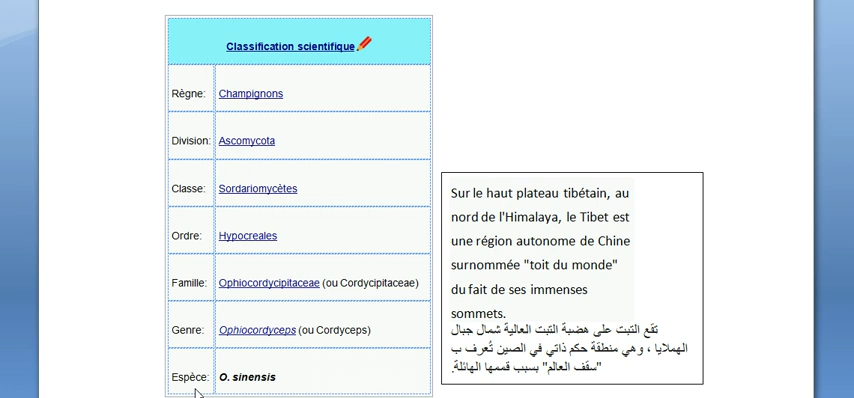 Classification scientifique
Règne: Champignons
Division: Ascomycota
Classe: Sordariomycètes
Ordre: Hypocreales
Famille: Ophiocordycipitaceae (ou Cordycipitaceae)
Genre: Ophiocordyceps (ou Cordyceps)
Espèce: O. sinensis
Sur le haut plateau tibétain, au
nord de l'Himalaya, le Tibet est
une région autonome de Chine
surnommée "toit du monde"
du fait de ses immenses
sommets.
تقع التبت على هضبة التبت العالية شمال جبال
الهملايا ، وهي منطقة حكم ذاتي في الصين تُعرف ب
"سقف العالم" بسبب قممها الهائلة.